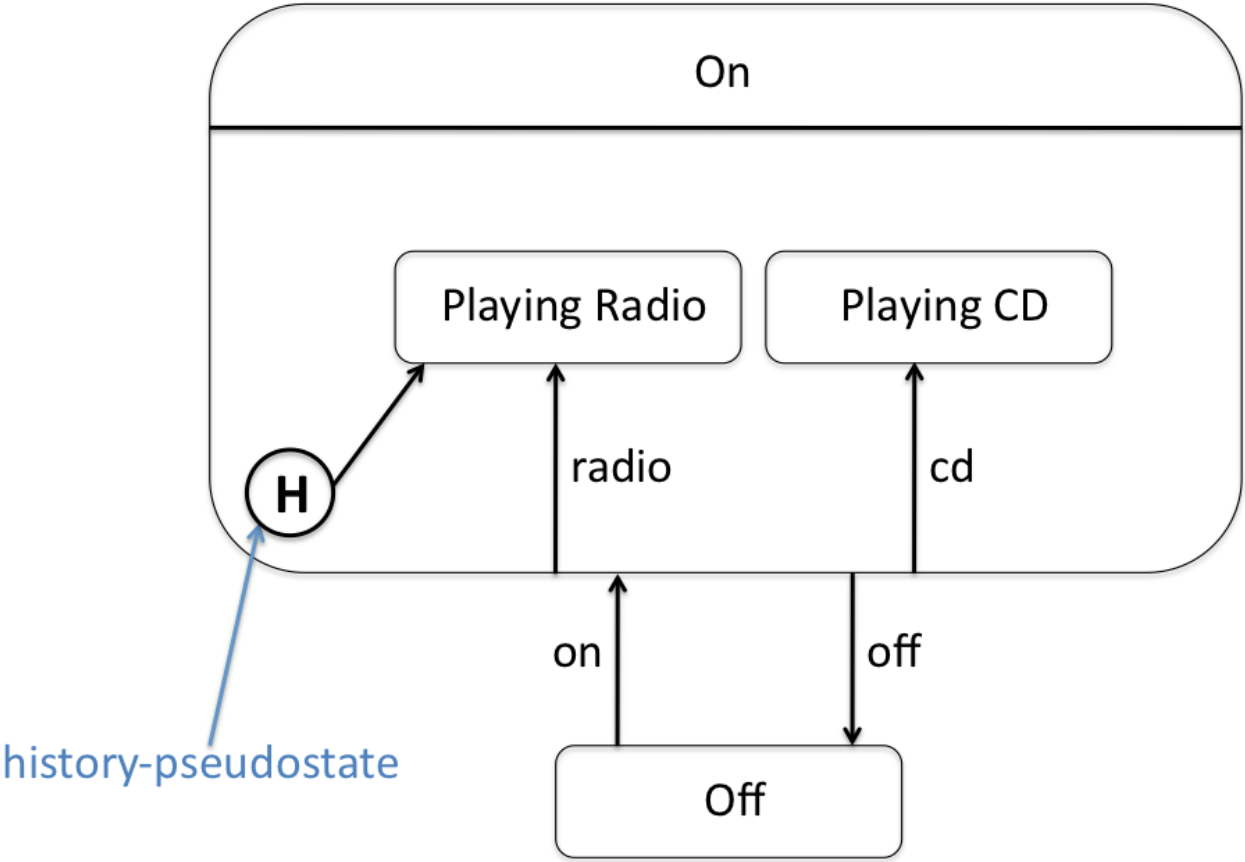 On
Playing Radio
Playing CD
H
radio
cd
on
off
history-pseudostate
Off